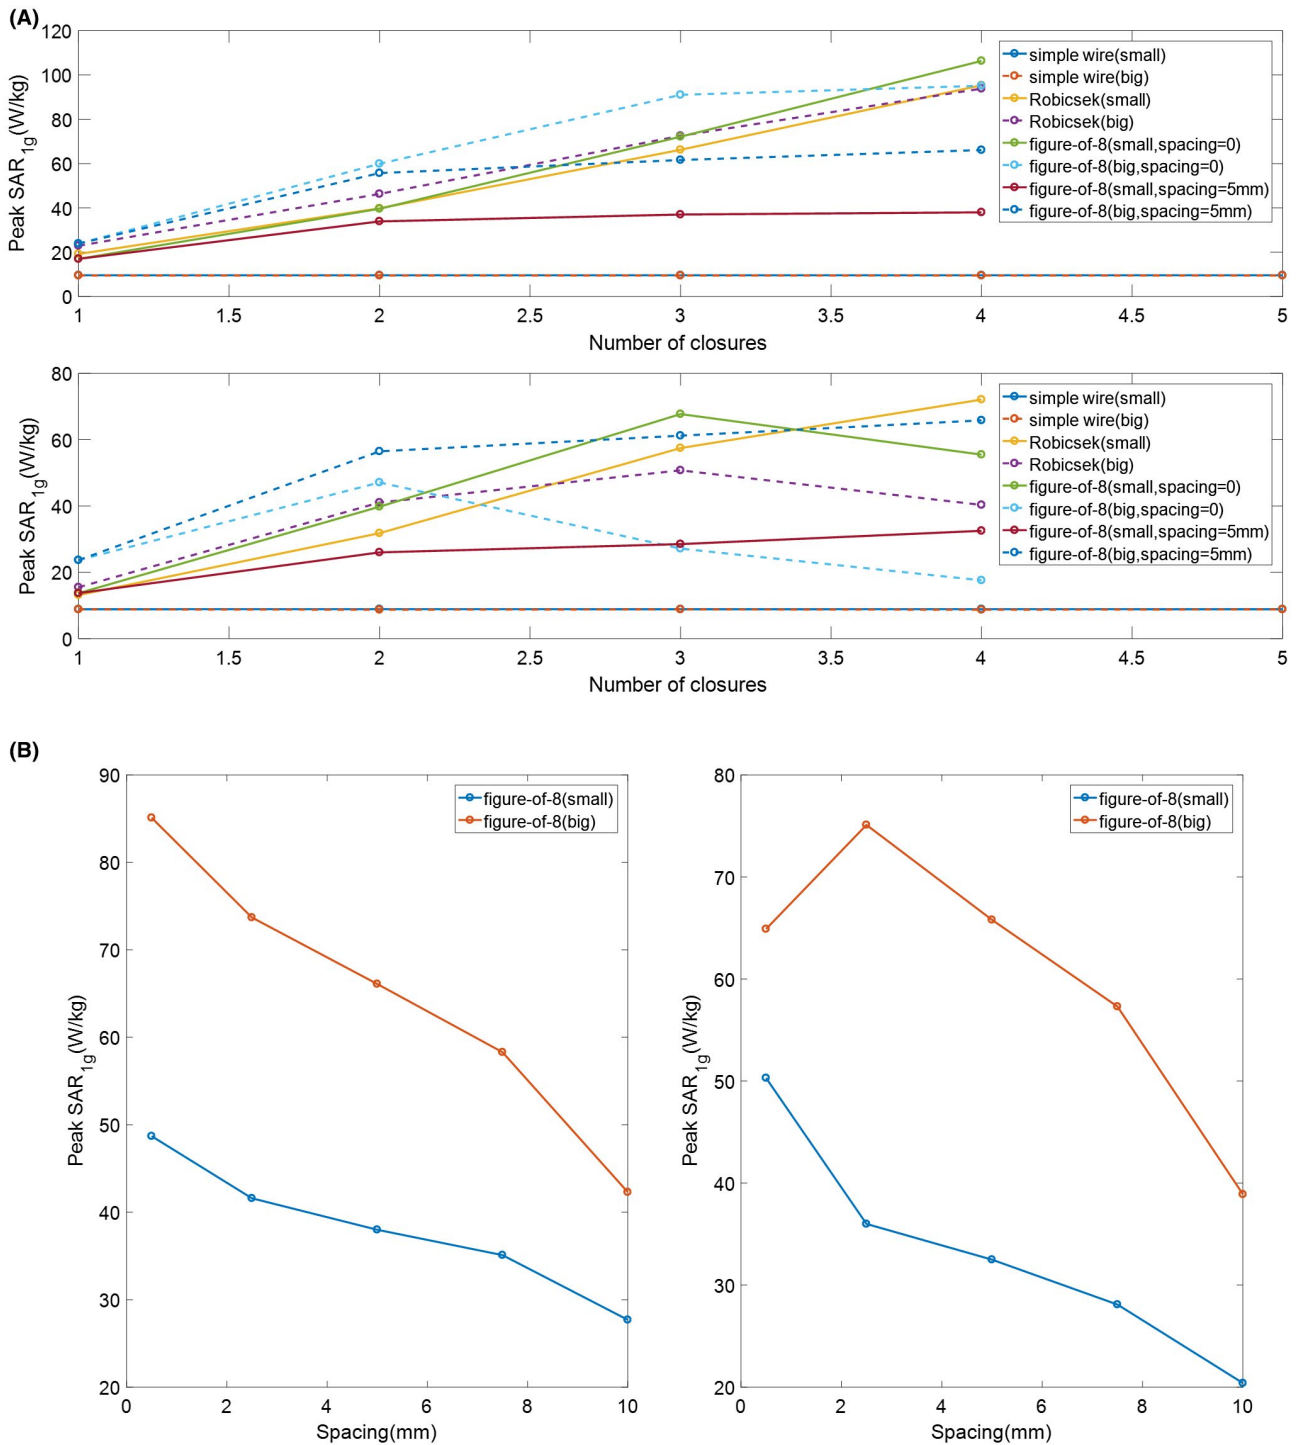 (A)
120
100
80
60
40
20
0
Peak SAR1g(W/kg)
1 1.5 2 2.5 3 3.5 4 4.5 5
Number of closures
simple wire(small)
simple wire(big)
Robicsek(small)
Robicsek(big)
figure-of-8(small,spacing=0)
figure-of-8(big,spacing=0)
figure-of-8(small,spacing=5mm)
figure-of-8(big,spacing=5mm)
80
60
40
20
0
Peak SAR1g(W/kg)
1 1.5 2 2.5 3 3.5 4 4.5 5
Number of closures
simple wire(small)
simple wire(big)
Robicsek(small)
Robicsek(big)
figure-of-8(small,spacing=0)
figure-of-8(big,spacing=0)
figure-of-8(small,spacing=5mm)
figure-of-8(big,spacing=5mm)
(B)
90
80
70
60
50
40
30
20
Peak SAR1g(W/kg)
0 2 4 6 8 10
Spacing(mm)
figure-of-8(small)
figure-of-8(big)
80
70
60
50
40
30
20
Peak SAR1g(W/kg)
0 2 4 6 8 10
Spacing(mm)
figure-of-8(small)
figure-of-8(big)